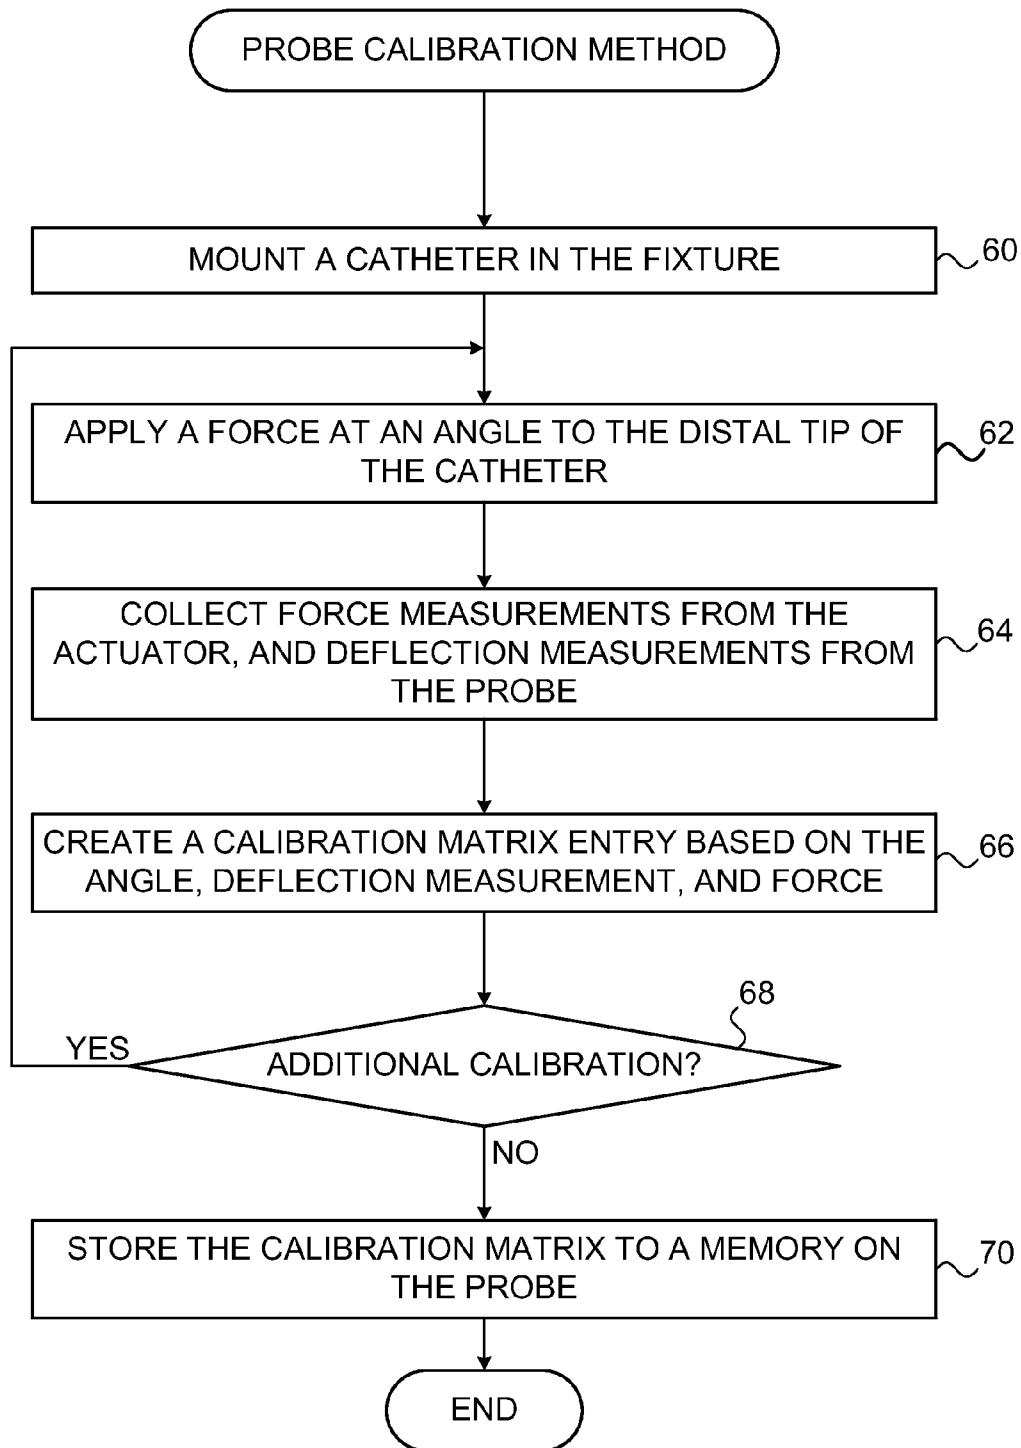 PROBE CALIBRATION METHOD
MOUNT A CATHETER IN THE FIXTURE
60
APPLY A FORCE AT AN ANGLE TO THE DISTAL TIP OF
THE CATHETER
62
COLLECT FORCE MEASUREMENTS FROM THE
ACTUATOR, AND DEFLECTION MEASUREMENTS FROM
THE PROBE
64
CREATE A CALIBRATION MATRIX ENTRY BASED ON THE
ANGLE, DEFLECTION MEASUREMENT, AND FORCE
66
68
YES
ADDITIONAL CALIBRATION?
NO
STORE THE CALIBRATION MATRIX TO A MEMORY ON
THE PROBE
70
END